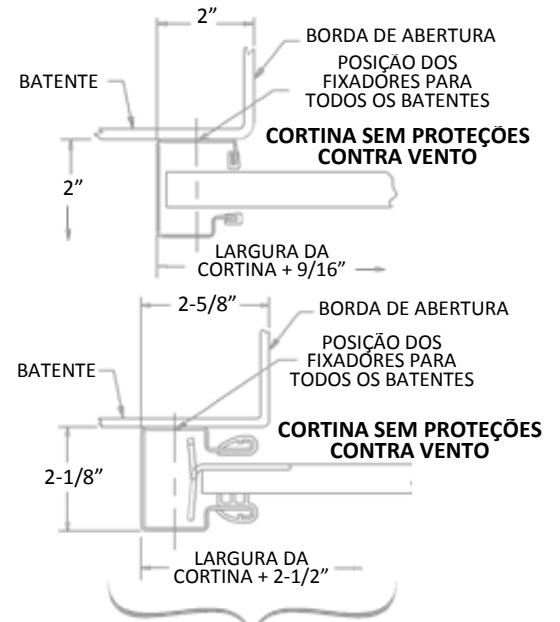 2”
BORDA DE ABERTURA
POSIÇÃO DOS
FIXADORES PARA
TODOS OS BATENTES
BATENTE
CORTINA SEM PROTEÇÕES
CONTRA VENTO
2”
LARGURA DA
CORTINA + 9/16”
2-5/8”
BORDA DE ABERTURA
POSIÇÃO DOS
FIXADORES PARA
TODOS OS BATENTES
BATENTE
CORTINA SEM PROTEÇÕES
CONTRA VENTO
2-1/8”
LARGURA DA
CORTINA + 2-1/2”